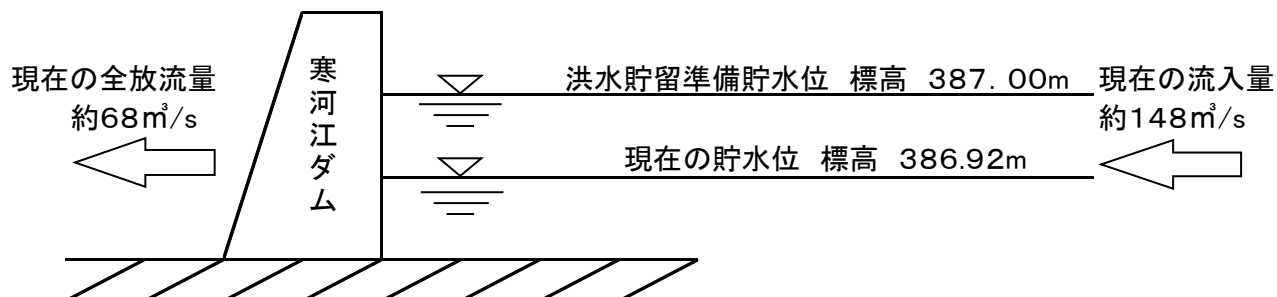 現在の全放流量
約68㎥/s
寒河江ダム
洪水貯留準備貯水位 標高 387.00m
現在の貯水位 標高 386.92m
現在の流入量
約148㎥/s